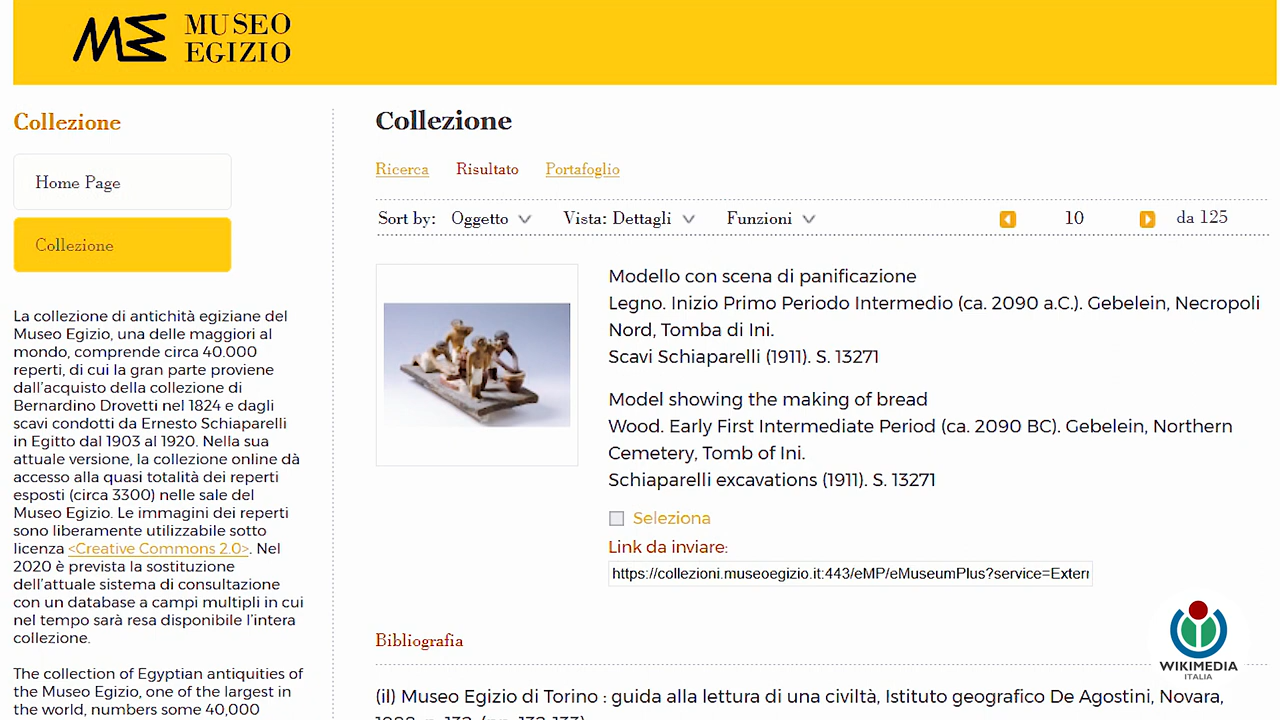 MUSEO
EGIZIO
Collezione
Home Page
Collezione
La collezione di antichità egiziane del
Museo Egizio, una delle maggiori al
mondo, comprende circa 40.000
reperti, di cui la gran parte proviene
dall'acquisto della collezione di
Bernardino Drovetti nel 1824 e dagli
scavi condotti da Ernesto Schiaparelli
in Egitto dal 1903 al 1920. Nella sua
attuale versione, la collezione online dà
accesso alla quasi totalità dei reperti
esposti (circa 3300) nelle sale del
Museo Egizio. Le immagini dei reperti
sono liberamente utilizzabile sotto
licenza <Creative Commons 2.0>. Nel
2020 è prevista la sostituzione
dell'attuale sistema di consultazione
con un database a campi multipli in cui
nel tempo sarà resa disponibile l'intera
collezione.
The collection of Egyptian antiquities of
the Museo Egizio, one of the largest in
the world, numbers some 40,000
Collezione
Ricerca Risultato Portafoglio
Sort by: Oggetto Vista: Dettagli Funzioni 10 da 125
Modello con scena di panificazione
Legno. Inizio Primo Periodo Intermedio (ca. 2090 a.C.). Gebelein, Necropoli
Nord, Tomba di Ini.
Scavi Schiaparelli (1911). S. 13271
Model showing the making of bread
Wood. Early First Intermediate Period (ca. 2090 BC). Gebelein, Northern
Cemetery, Tomb of Ini.
Schiaparelli excavations (1911). S. 13271
Seleziona
Link da inviare:
https://collezioni.museoegizio.it:443/eMP/eMuseumPlus?service=Extern
Bibliografia
(il) Museo Egizio di Torino : guida alla lettura di una civiltà, Istituto geografico De Agostini, Novara,
WIKIMEDIA
ITALIA